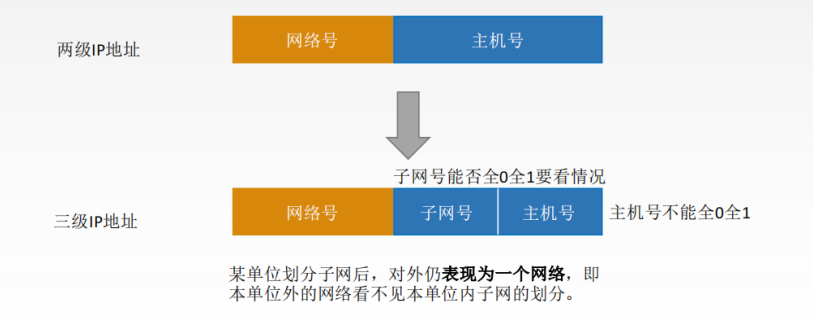 两级IP地址
网络号
主机号
子网号能否全0全1要看情况
三级IP地址
网络号
子网号
主机号
主机号不能全0全1
某单位划分子网后，对外仍表现为一个网络，即
本单位外的网络看不见本单位内子网的划分。